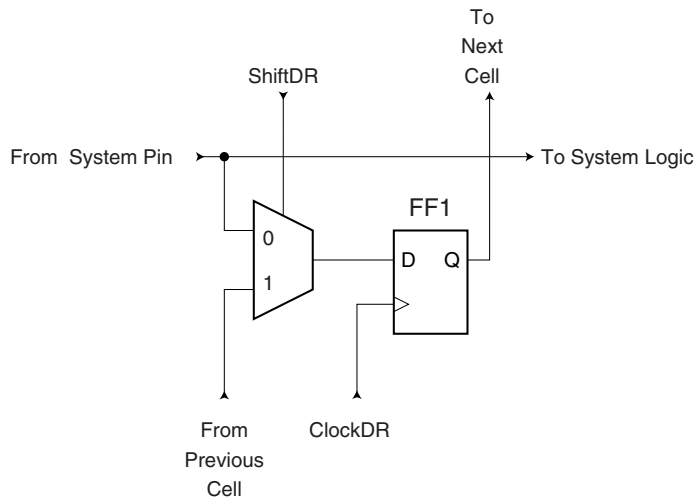 To
Next
Cell
ShiftDR
From System Pin
To System Logic
FF1
0
D Q
1
From
Previous
Cell
ClockDR